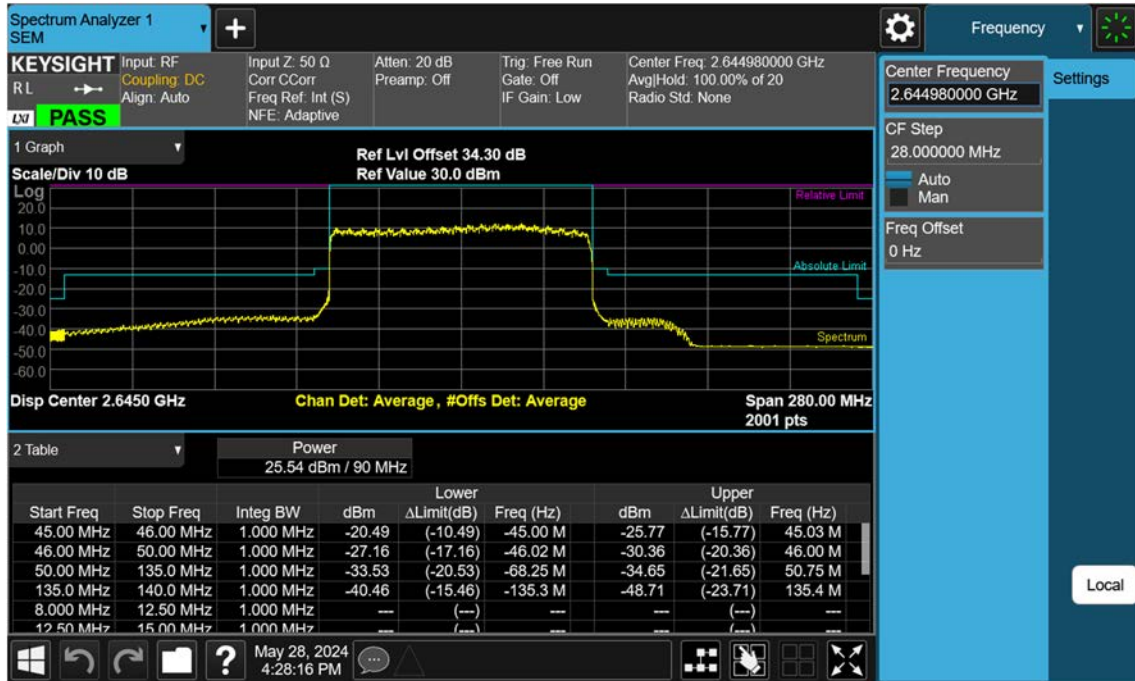 Spectrum Analyzer 1
SEM
Frequency
KEYSIGHT
R L
LXI
PASS
Input: RF
Coupling: DC
Align: Auto
Input Z: 50 Ω
Corr CCorr
Freq Ref: Int (S)
NFE: Adaptive
Atten: 20 dB
Preamp: Off
Trig: Free Run
Gate: Off
IF Gain: Low
Center Freq: 2.644980000 GHz
Avg|Hold: 100.00% of 20
Radio Std: None
Center Frequency
2.644980000 GHz
Settings
CF Step
28.000000 MHz
Auto
Man
Freq Offset
0 Hz
Local
1 Graph
Scale/Div 10 dB
Ref Lvl Offset 34.30 dB
Ref Value 30.0 dBm
Log
20.0
10.0
0.00
-10.0
-20.0
-30.0
-40.0
-50.0
-60.0
Relative Limit
Absolute Limit
Spectrum
Disp Center 2.6450 GHz
Chan Det: Average, #Offs Det: Average
Span 280.00 MHz
2001 pts
2 Table
Power
25.54 dBm / 90 MHz
Lower Upper
Start Freq Stop Freq Integ BW dBm ΔLimit(dB) Freq (Hz) dBm ΔLimit(dB) Freq (Hz)
45.00 MHz 46.00 MHz 1.000 MHz -20.49 (-10.49) -45.00 M -25.77 (-15.77) 45.03 M
46.00 MHz 50.00 MHz 1.000 MHz -27.16 (-17.16) -46.02 M -30.36 (-20.36) 46.00 M
50.00 MHz 135.0 MHz 1.000 MHz -33.53 (-20.53) -68.25 M -34.65 (-21.65) 50.75 M
135.0 MHz 140.0 MHz 1.000 MHz -40.46 (-15.46) -135.3 M -48.71 (-23.71) 135.4 M
8.000 MHz 12.50 MHz 1.000 MHz --- (---) --- --- (---) ---
12.50 MHz 15.00 MHz 1.000 MHz --- (---) --- --- (---) ---
?
May 28, 2024
4:28:16 PM